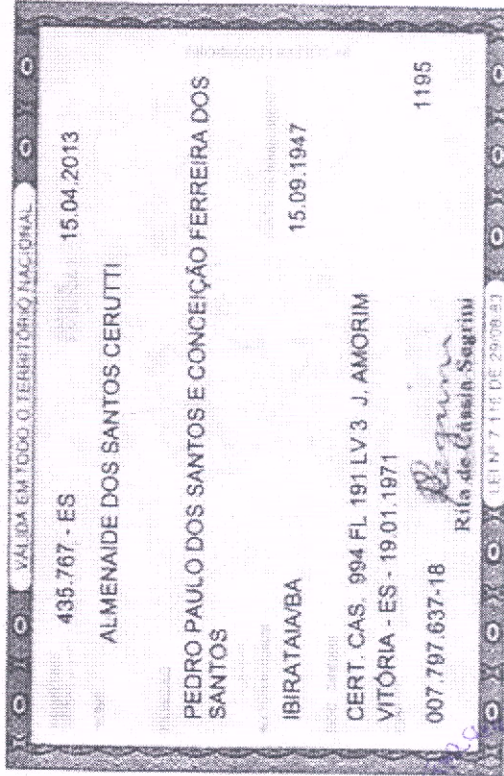 VÁLIDA EM TODO O TERRITÓRIO NACIONAL
435.767 - ES 15.04.2013
ALMENAIDE DOS SANTOS CERUTTI
PEDRO PAULO DOS SANTOS E CONCEIÇÃO FERREIRA DOS
SANTOS
IBIRATAIA/BA 15.09.1947
CERT. CAS. 994 FL 191 LV 3 J. AMORIM
VITÓRIA - ES - 19.01.1971
007.797.637-18 1195
Rita de Cássia Segrini
LEI Nº 7.116 DE 29/08/83